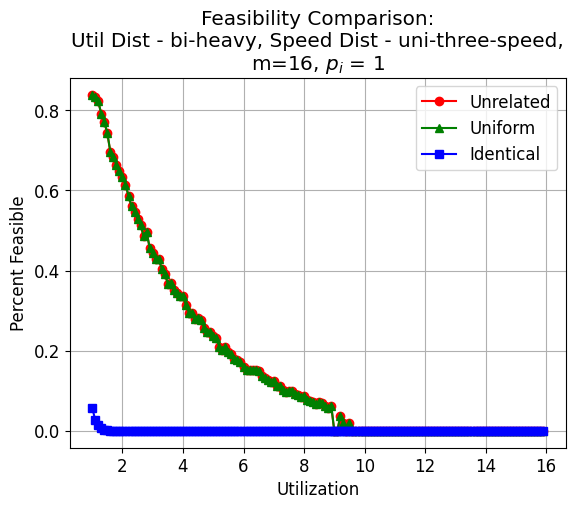 Feasibility Comparison:
Util Dist - bi-heavy, Speed Dist - uni-three-speed,
m=16, $p_i$ = 1
Unrelated
Uniform
Identical
Percent Feasible
0.8
0.6
0.4
0.2
0.0
2 4 6 8 10 12 14 16
Utilization